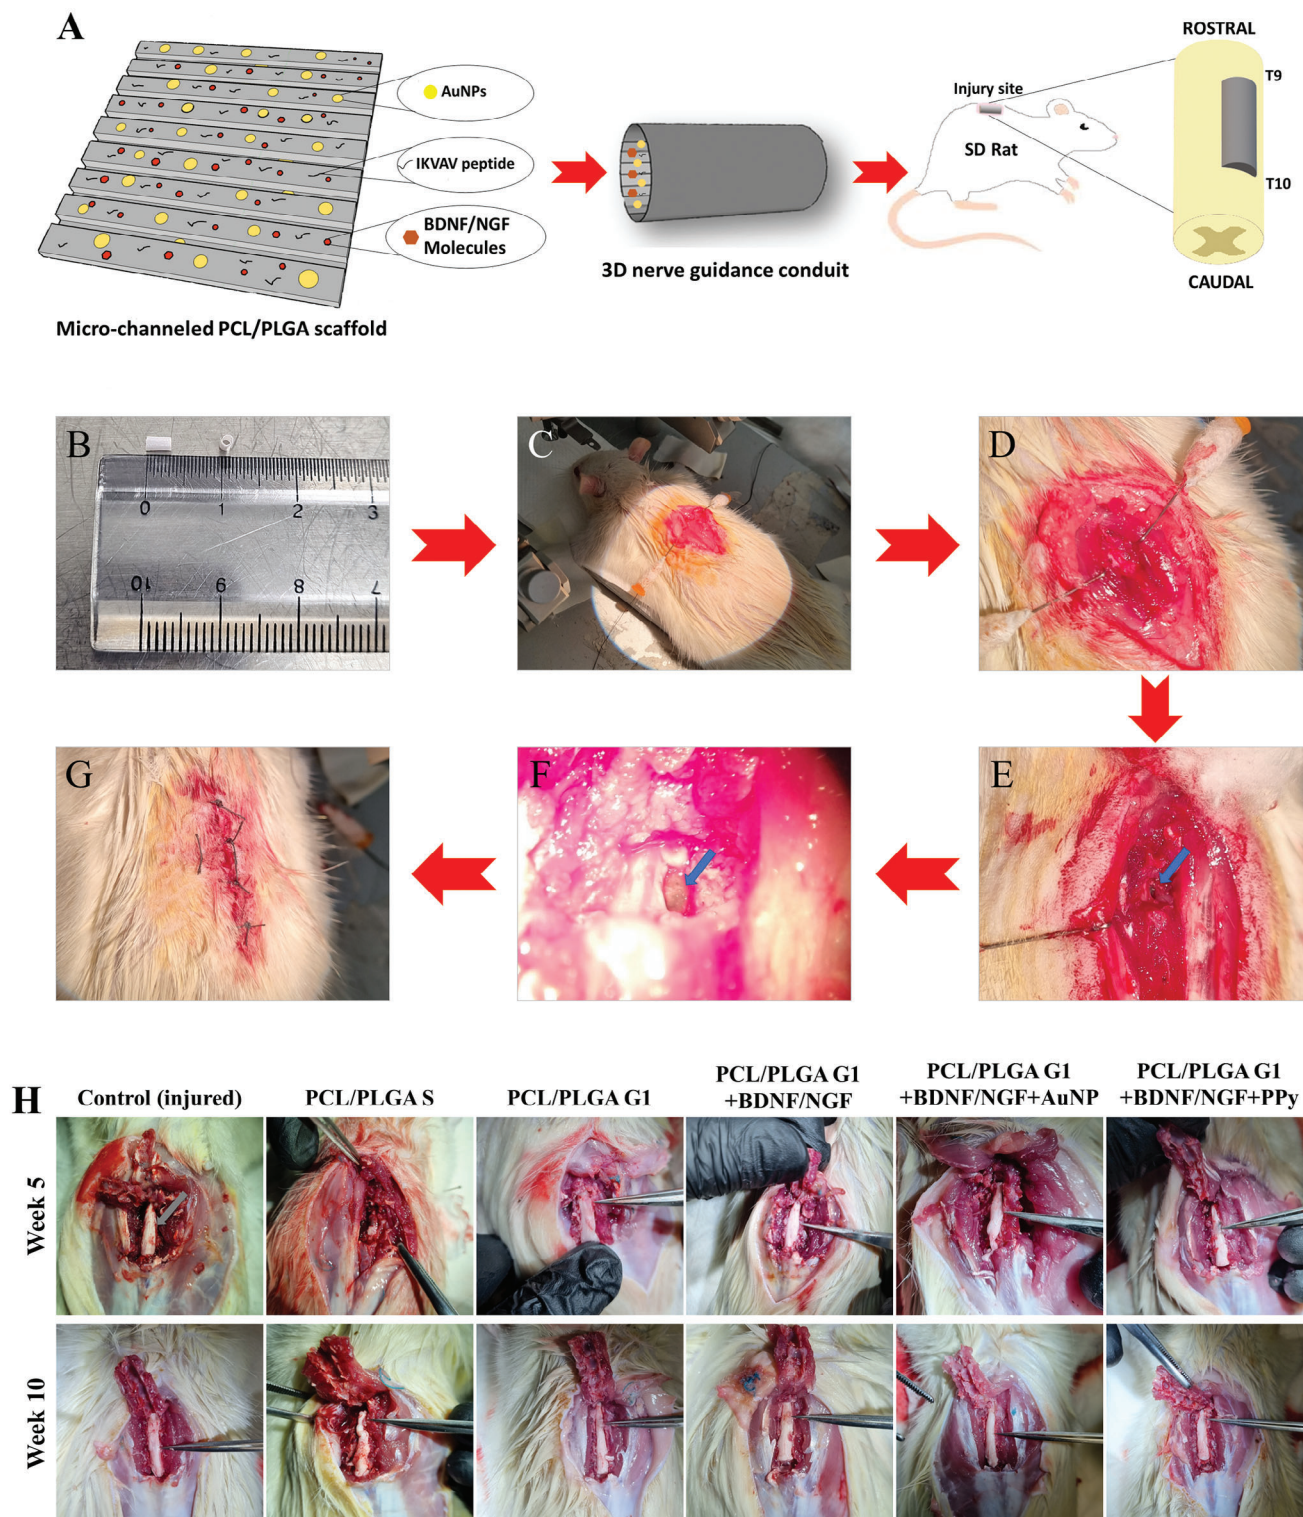 A
AuNPs
IKVAV peptide
BDNF/NGF
Molecules
Micro-channeled PCL/PLGA scaffold
3D nerve guidance conduit
Injury site
SD Rat
ROSTRAL
T9
T10
CAUDAL
B
0 1 2 3
10 9 8 7
C
D
G
F
E
H
Control (injured)
PCL/PLGA S
PCL/PLGA G1
PCL/PLGA G1
+BDNF/NGF
PCL/PLGA G1
+BDNF/NGF+AuNP
PCL/PLGA G1
+BDNF/NGF+PPy
Week 5
Week 10